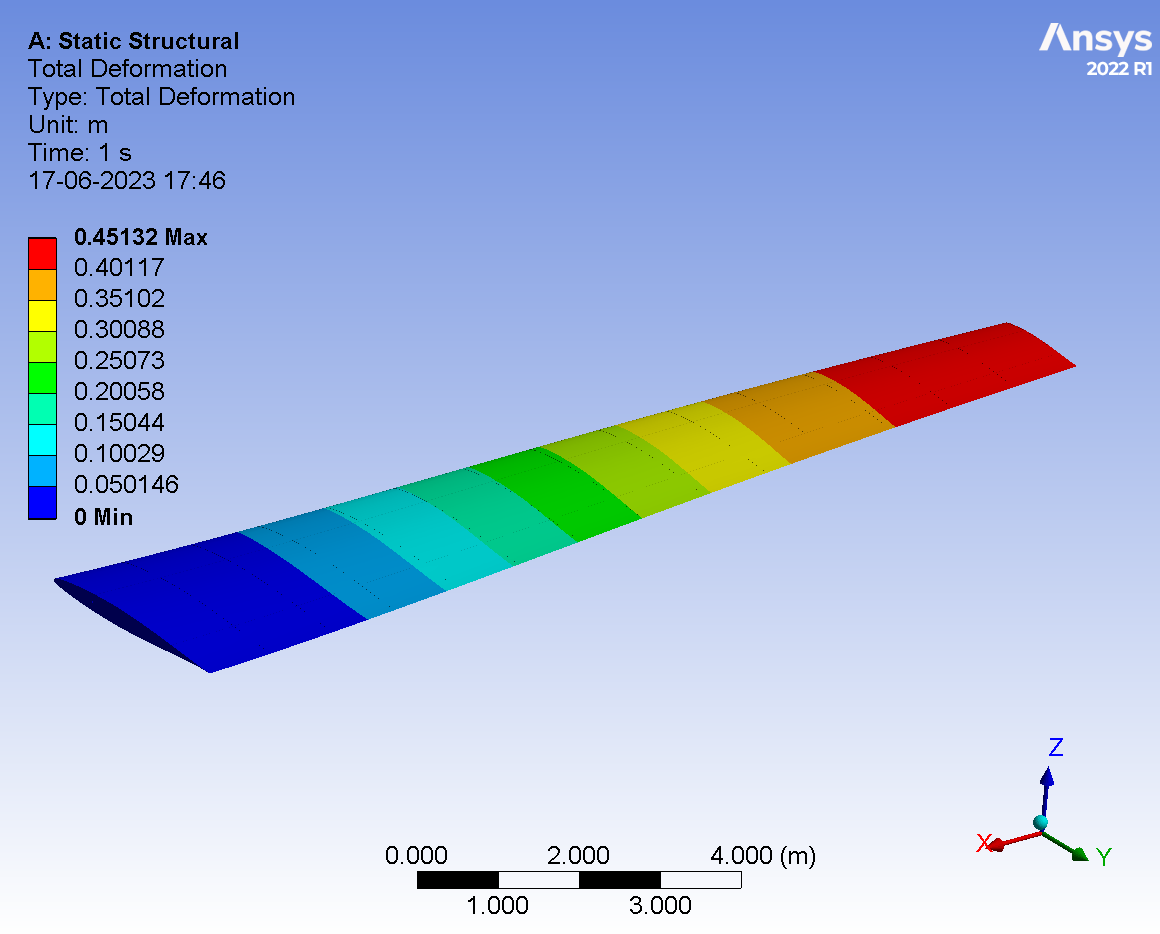 A: Static Structural
Total Deformation
Type: Total Deformation
Unit: m
Time: 1 s
17-06-2023 17:46
Ansys
2022 R1
0.45132 Max
0.40117
0.35102
0.30088
0.25073
0.20058
0.15044
0.10029
0.050146
0 Min
Z
X
Y
0.000 2.000 4.000 (m)
1.000 3.000